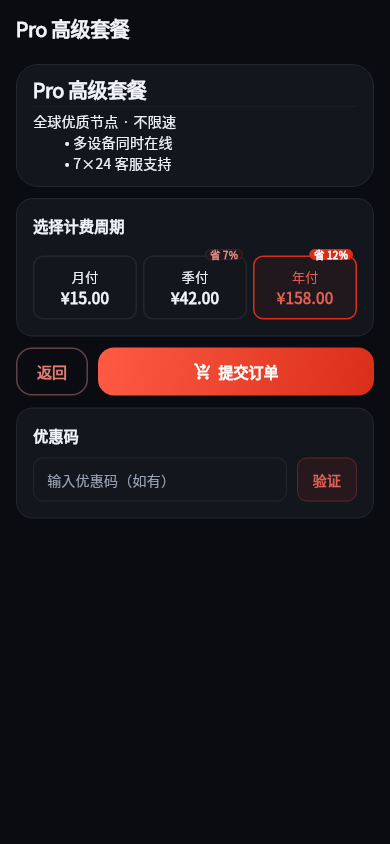 Pro 高级套餐
Pro 高级套餐
全球优质节点 · 不限速
• 多设备同时在线
• 7×24 客服支持
选择计费周期
省 7%
省 12%
月付
季付
年付
¥15.00
¥42.00
¥158.00
返回
提交订单
优惠码
输入优惠码（如有）
验证